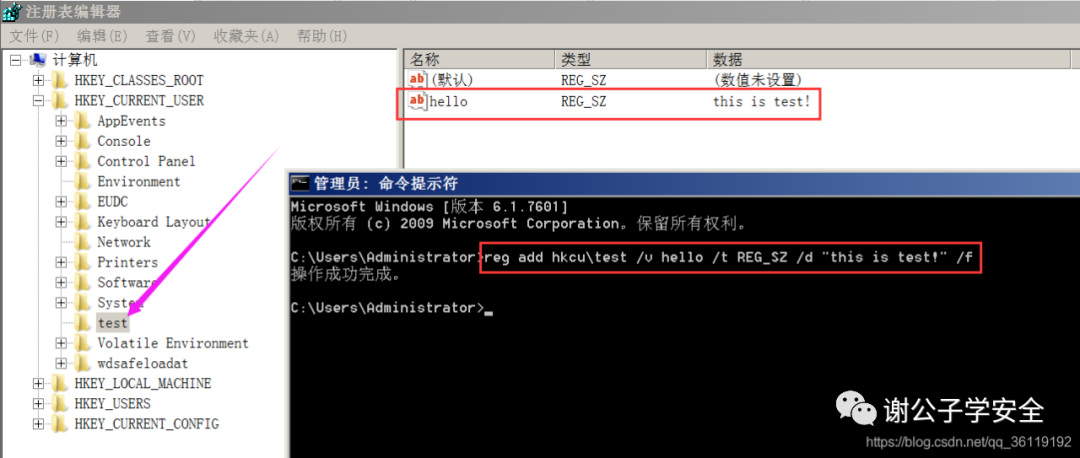 注册表编辑器
文件(F) 编辑(E) 查看(V) 收藏夹(A) 帮助(H)
计算机
HKEY_CLASSES_ROOT
HKEY_CURRENT_USER
AppEvents
Console
Control Panel
Environment
EUDC
Keyboard Layout
Network
Printers
Software
System
test
Volatile Environment
wdsafeloadat
HKEY_LOCAL_MACHINE
HKEY_USERS
HKEY_CURRENT_CONFIG
名称 类型 数据
ab (默认) REG_SZ (数值未设置)
ab hello REG_SZ this is test!
管理员: 命令提示符
Microsoft Windows [版本 6.1.7601]
版权所有 (c) 2009 Microsoft Corporation。保留所有权利。
C:\Users\Administrator>reg add hkcu\test /v hello /t REG_SZ /d "this is test!" /f
操作成功完成。
C:\Users\Administrator>_
谢公子学安全
https://blog.csdn.net/qq_36119192